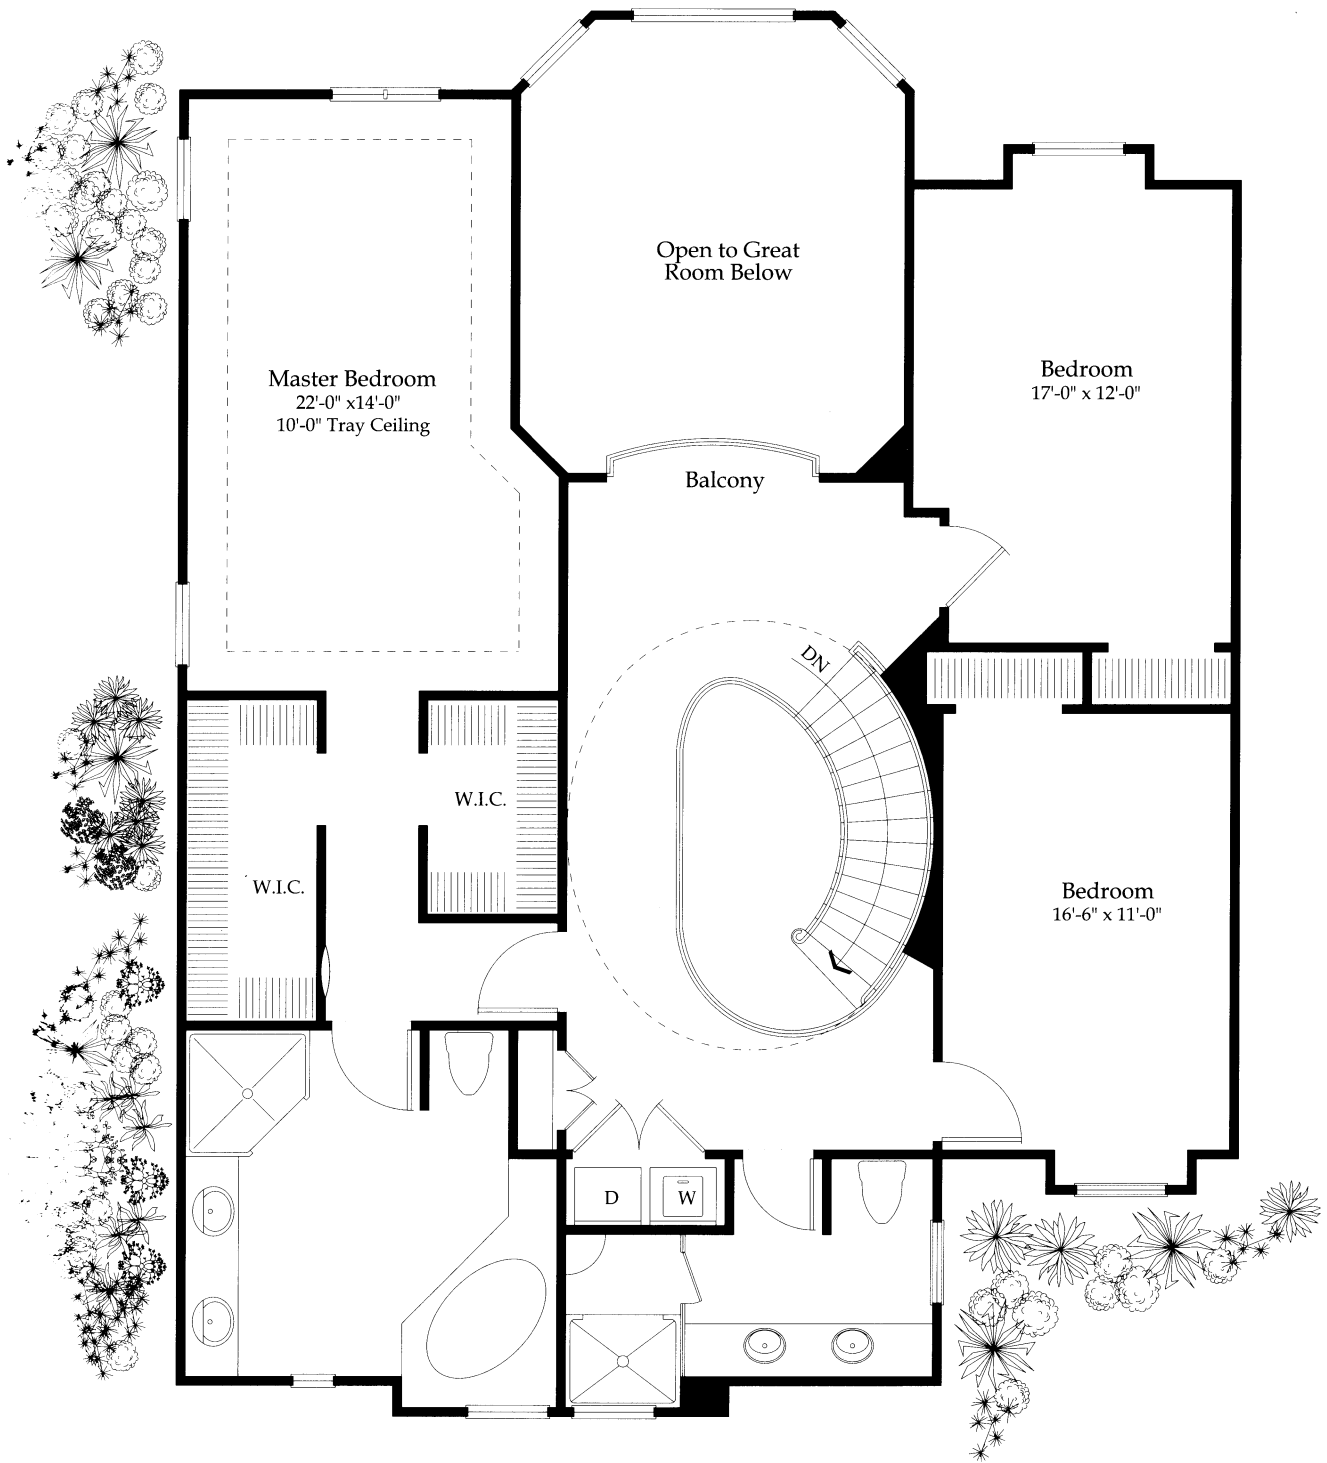 Open to Great
Room Below
Master Bedroom
22'-0" x14'-0"
10'-0" Tray Ceiling
Bedroom
17'-0" x 12'-0"
Balcony
DN
W.I.C.
W.I.C.
Bedroom
16'-6" x 11'-0"
D
W